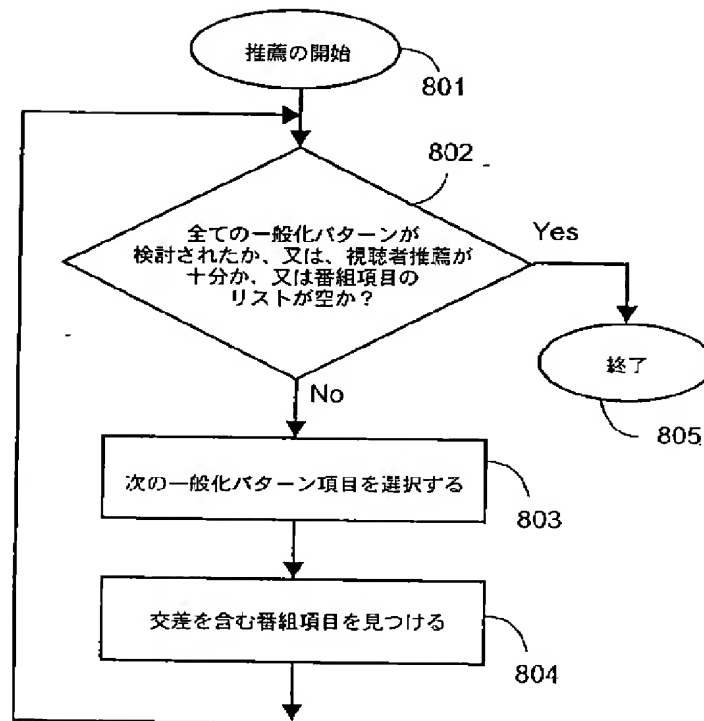 推薦の開始
801
802
全ての一般化パターンが
検討されたか、又は、視聴者推薦が
十分か、又は番組項目の
リストが空か？
Yes
終了
805
No
次の一般化パターン項目を選択する
803
交差を含む番組項目を見つける
804